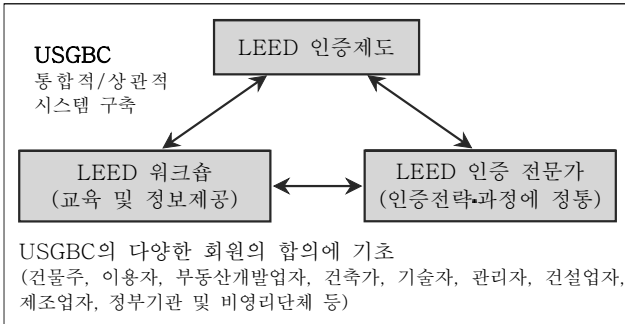 LEED 인증제도
USGBC
통합적/상관적
시스템 구축
LEED 워크숍
(교육 및 정보제공)
LEED 인증 전문가
(인증전략·과정에 정통)
USGBC의 다양한 회원의 합의에 기초
(건물주, 이용자, 부동산개발업자, 건축가, 기술자, 관리자, 건설업자,
제조업자, 정부기관 및 비영리단체 등)